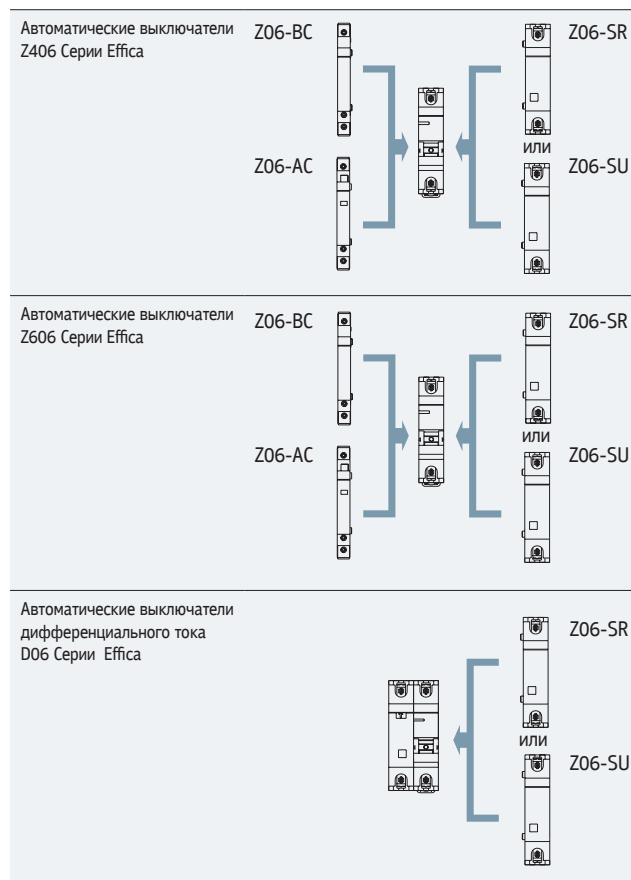 Автоматические выключатели
Z406 Серии Effica
Z06-BC
Z06-SR
или
Z06-AC
Z06-SU
Автоматические выключатели
Z606 Серии Effica
Z06-BC
Z06-SR
или
Z06-AC
Z06-SU
Автоматические выключатели
дифференциального тока
D06 Серии Effica
Z06-SR
или
Z06-SU